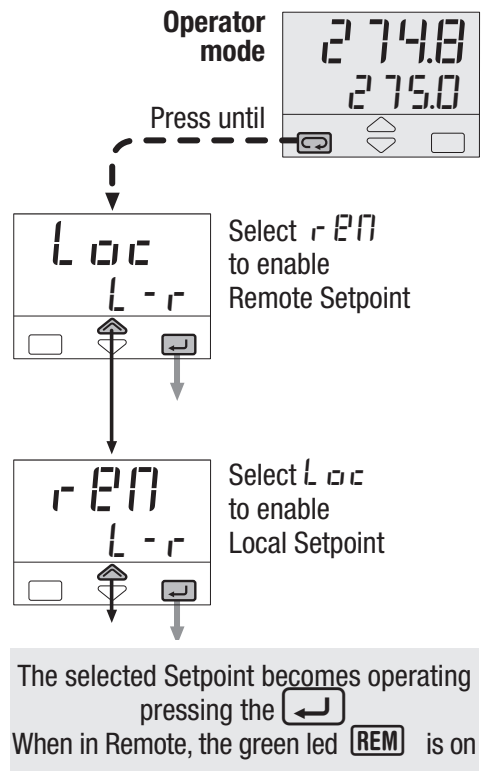 Operator
mode
274.8
275.0
Press until
Loc
L-r
Select rEM
to enable
Remote Setpoint
rEM
L-r
Select Loc
to enable
Local Setpoint
The selected Setpoint becomes operating
pressing the
When in Remote, the green led REM is on